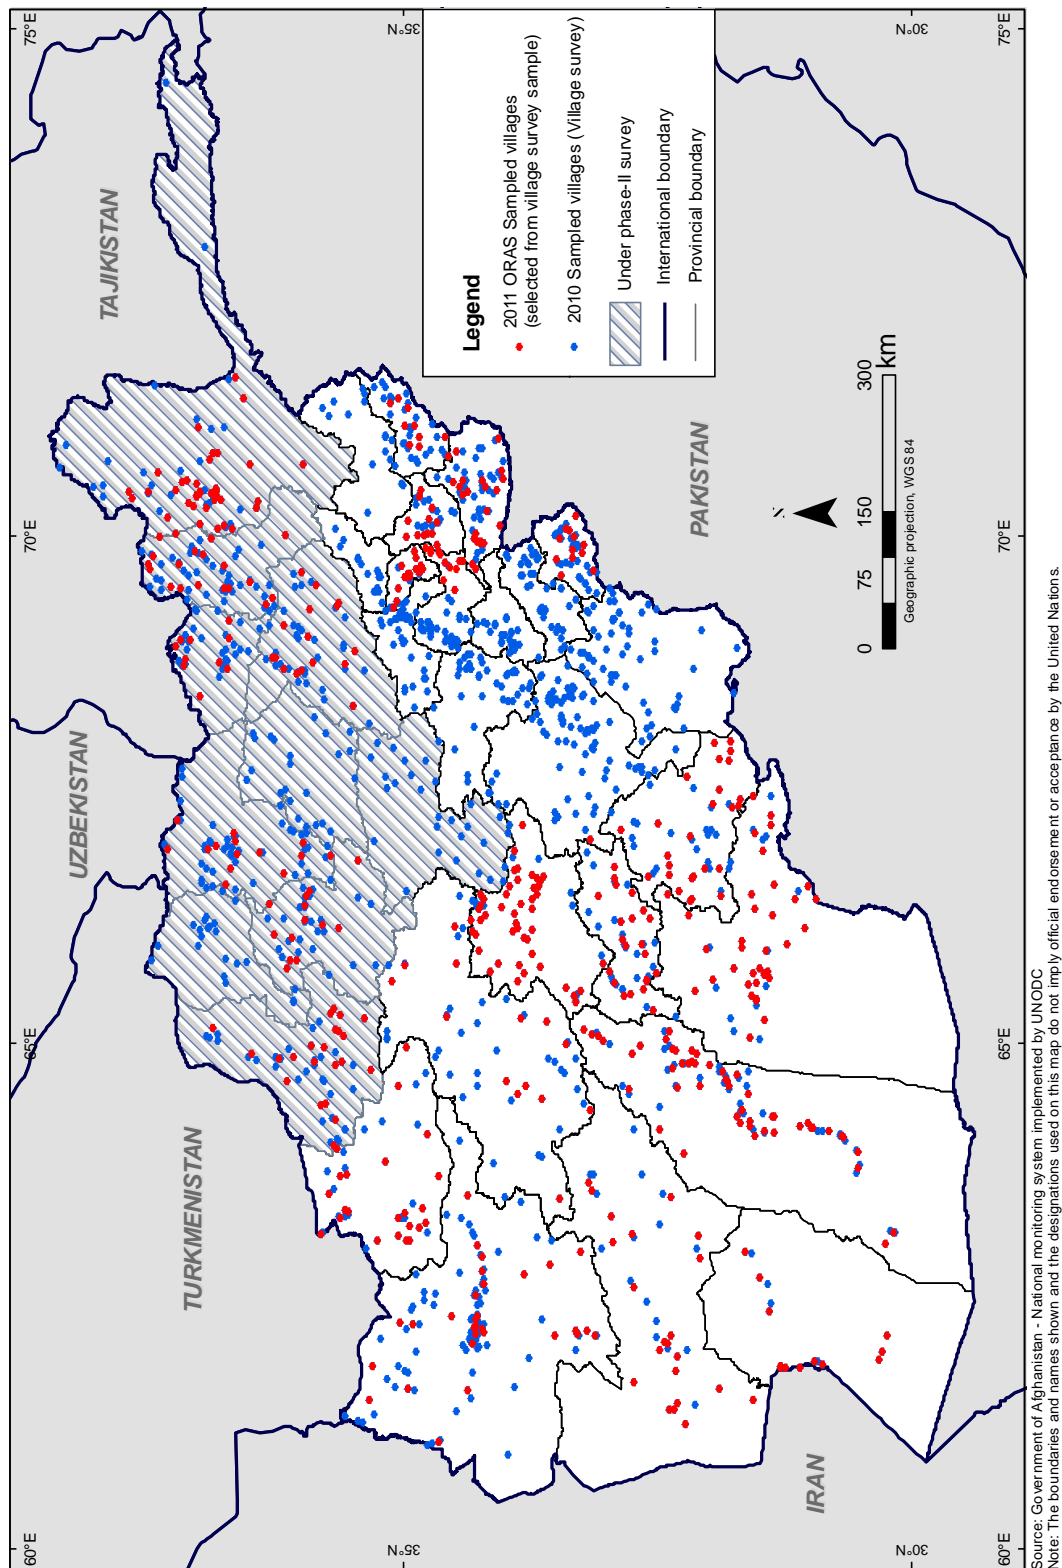 75°E
70°E
65°E
60°E
35°N
30°N
TAJIKISTAN
UZBEKISTAN
TURKMENISTAN
PAKISTAN
IRAN
Legend
2011 ORAS Sampled villages
(selected from village survey sample)
2010 Sampled villages (Village survey)
Under phase-II survey
International boundary
Provincial boundary
N
0 75 150 300
km
Geographic projection, WGS 84
35°N
30°N
75°E
70°E
65°E
60°E
Source: Government of Afghanistan - National monitoring system implemented by UNODC
Note: The boundaries and names shown and the designations used on this map do not imply official endorsement or acceptance by the United Nations.